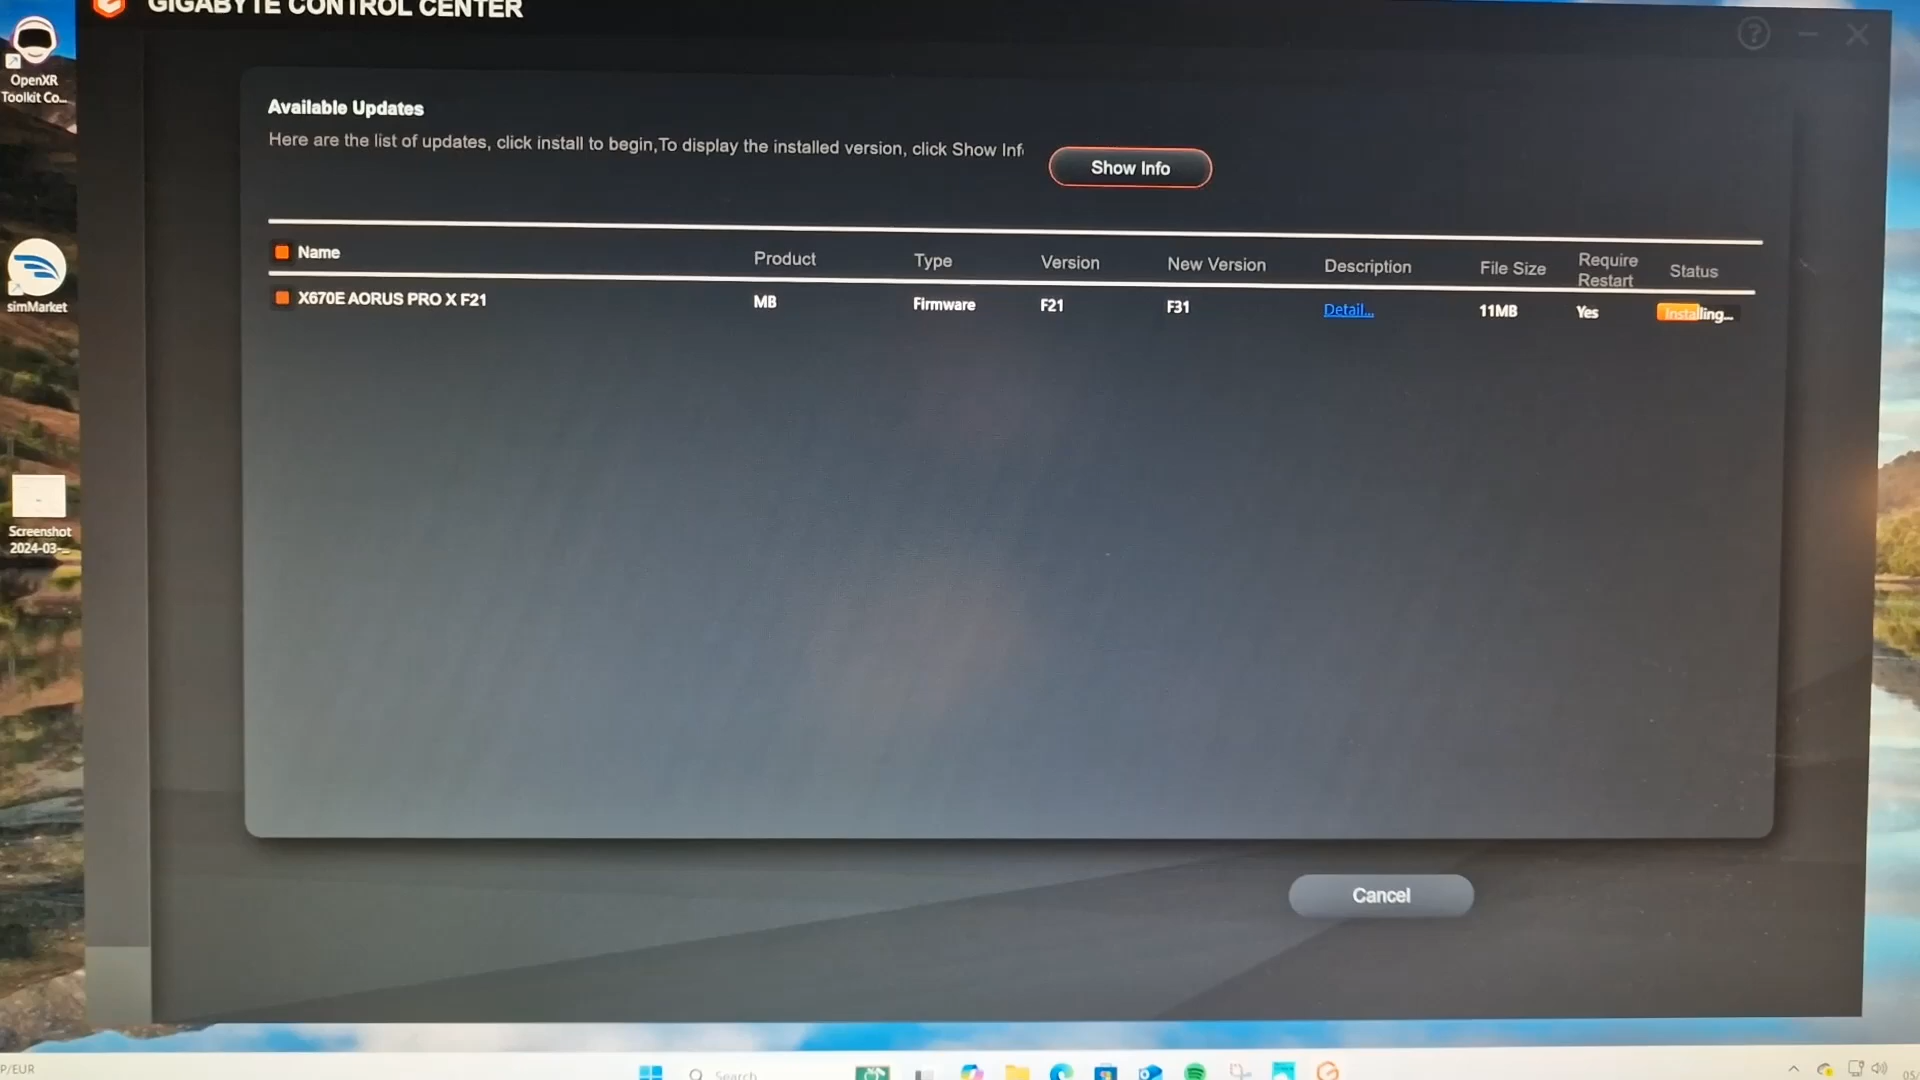 GIGABYTE CONTROL CENTER
OpenXR
Toolkit Co...
Available Updates
Here are the list of updates, click install to begin,To display the installed version, click Show Inf
Show Info
Name Product Type Version New Version Description File Size Require Restart Status
X670E AORUS PRO X F21 MB Firmware F21 F31 Detail... 11MB Yes Installing...
simMarket
Screenshot
2024-03-...
Cancel
P/EUR
Search
05